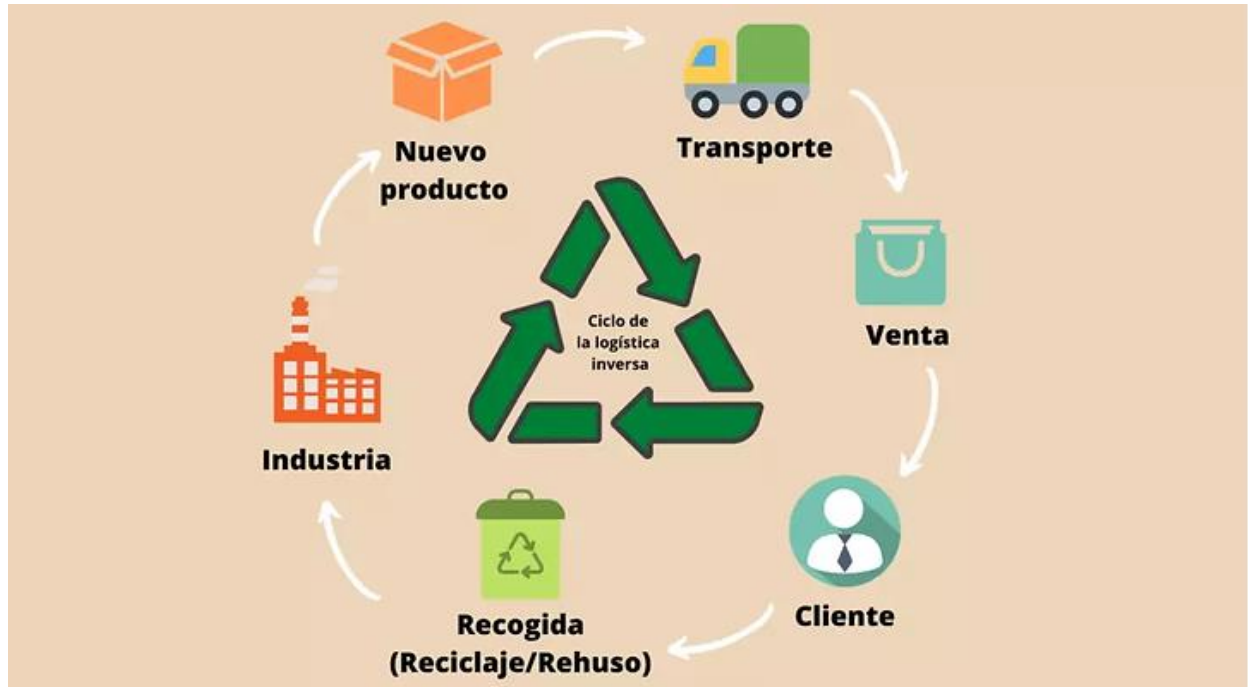 Nuevo
producto
Transporte
Venta
Cliente
Recogida
(Reciclaje/Rehuso)
Industria
Ciclo de
la logística
inversa